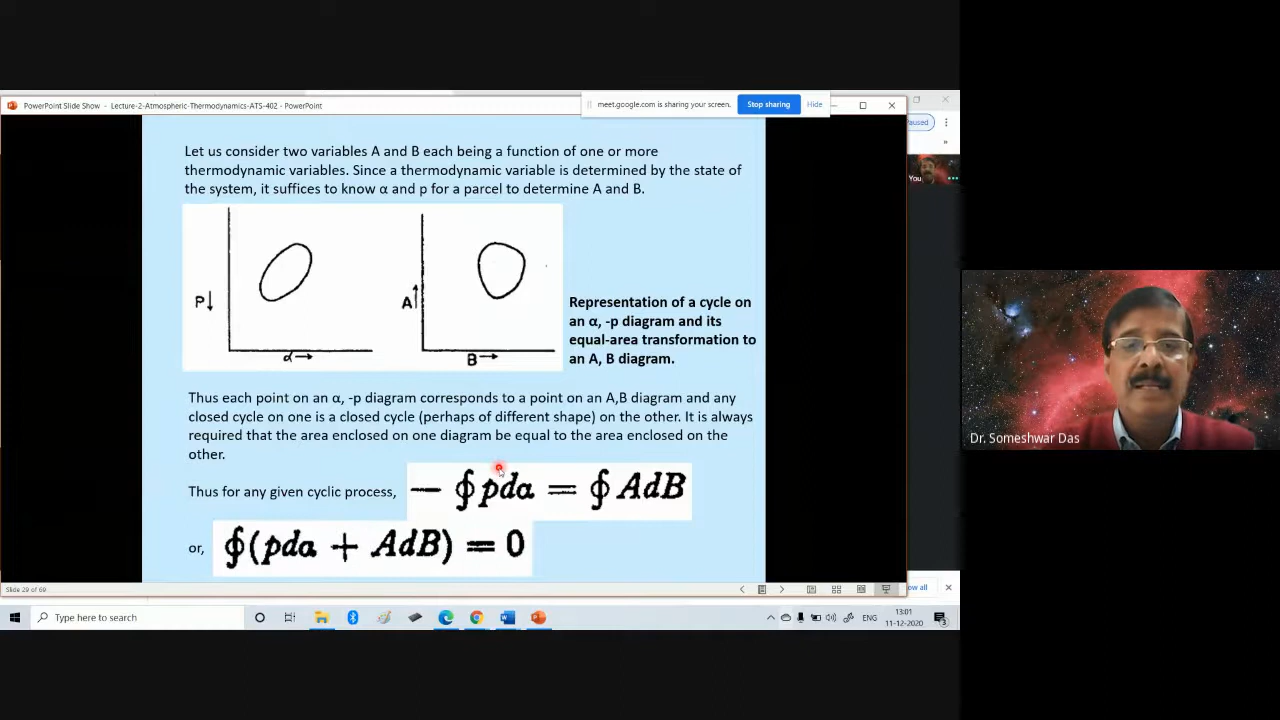 PowerPoint Slide Show - Lecture-2-Atmospheric-Thermodynamics-ATS-402 - PowerPoint
meet.google.com is sharing your screen.
Stop sharing
Hide
Let us consider two variables A and B each being a function of one or more
thermodynamic variables. Since a thermodynamic variable is determined by the state of
the system, it suffices to know α and p for a parcel to determine A and B.
You
P↓
α→
A↑
B→
Representation of a cycle on
an α, -p diagram and its
equal-area transformation to
an A, B diagram.
Thus each point on an α, -p diagram corresponds to a point on an A,B diagram and any
closed cycle on one is a closed cycle (perhaps of different shape) on the other. It is always
required that the area enclosed on one diagram be equal to the area enclosed on the
other.
Thus for any given cyclic process, − ∮ pdα = ∮ AdB
or, ∮(pdα + AdB) = 0
Dr. Someshwar Das
Slide 29 of 69
Type here to search
ENG
13:01
11-12-2020